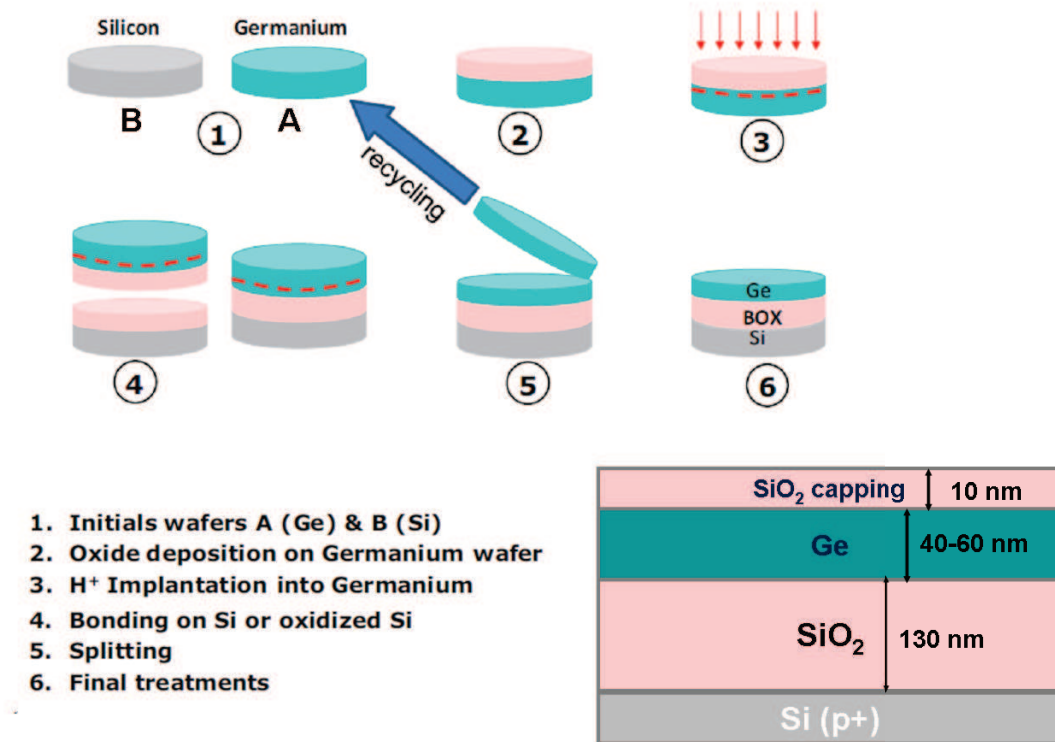 Silicon
Germanium
B
A
1
2
3
recycling
4
5
Ge
BOX
Si
6
1. Initials wafers A (Ge) & B (Si)
2. Oxide deposition on Germanium wafer
3. H⁺ Implantation into Germanium
4. Bonding on Si or oxidized Si
5. Splitting
6. Final treatments
SiO₂ capping
10 nm
Ge
40-60 nm
SiO₂
130 nm
Si (p+)